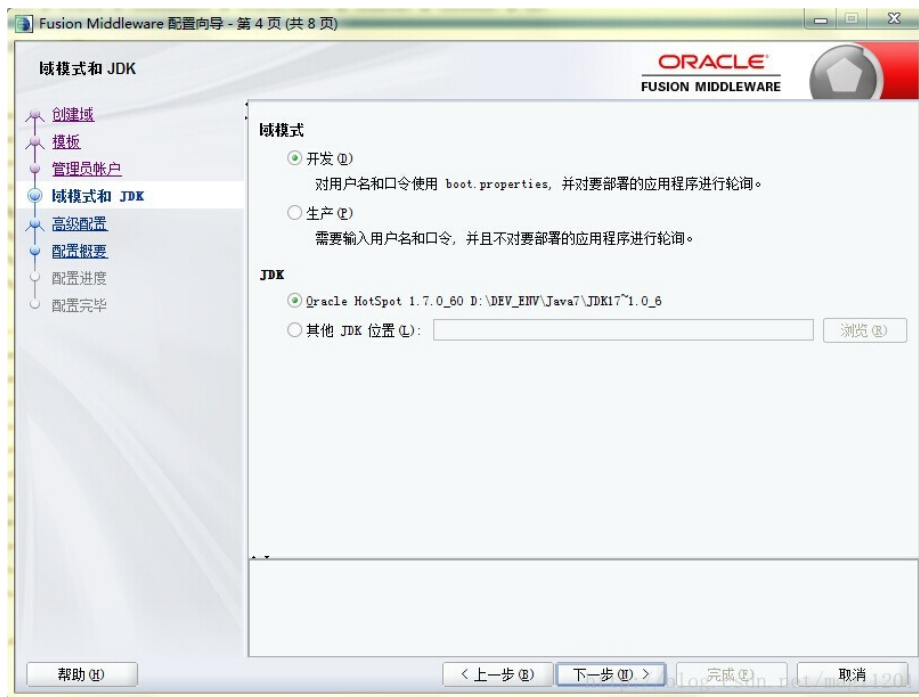 Fusion Middleware 配置向导 - 第 4 页 (共 8 页)
域模式和 JDK
ORACLE
FUSION MIDDLEWARE
创建域
模板
管理员帐户
域模式和 JDK
高级配置
配置概要
配置进度
配置完毕
域模式
开发(D)
对用户名和口令使用 boot.properties, 并对要部署的应用程序进行轮询。
生产(P)
需要输入用户名和口令, 并且不对要部署的应用程序进行轮询。
JDK
Oracle HotSpot 1.7.0_60 D:\DEV_ENV\Java7\JDK17~1.0_6
其他 JDK 位置(L):
浏览(R)
帮助(H)
< 上一步(B)
下一步(N) >
完成(F)
取消